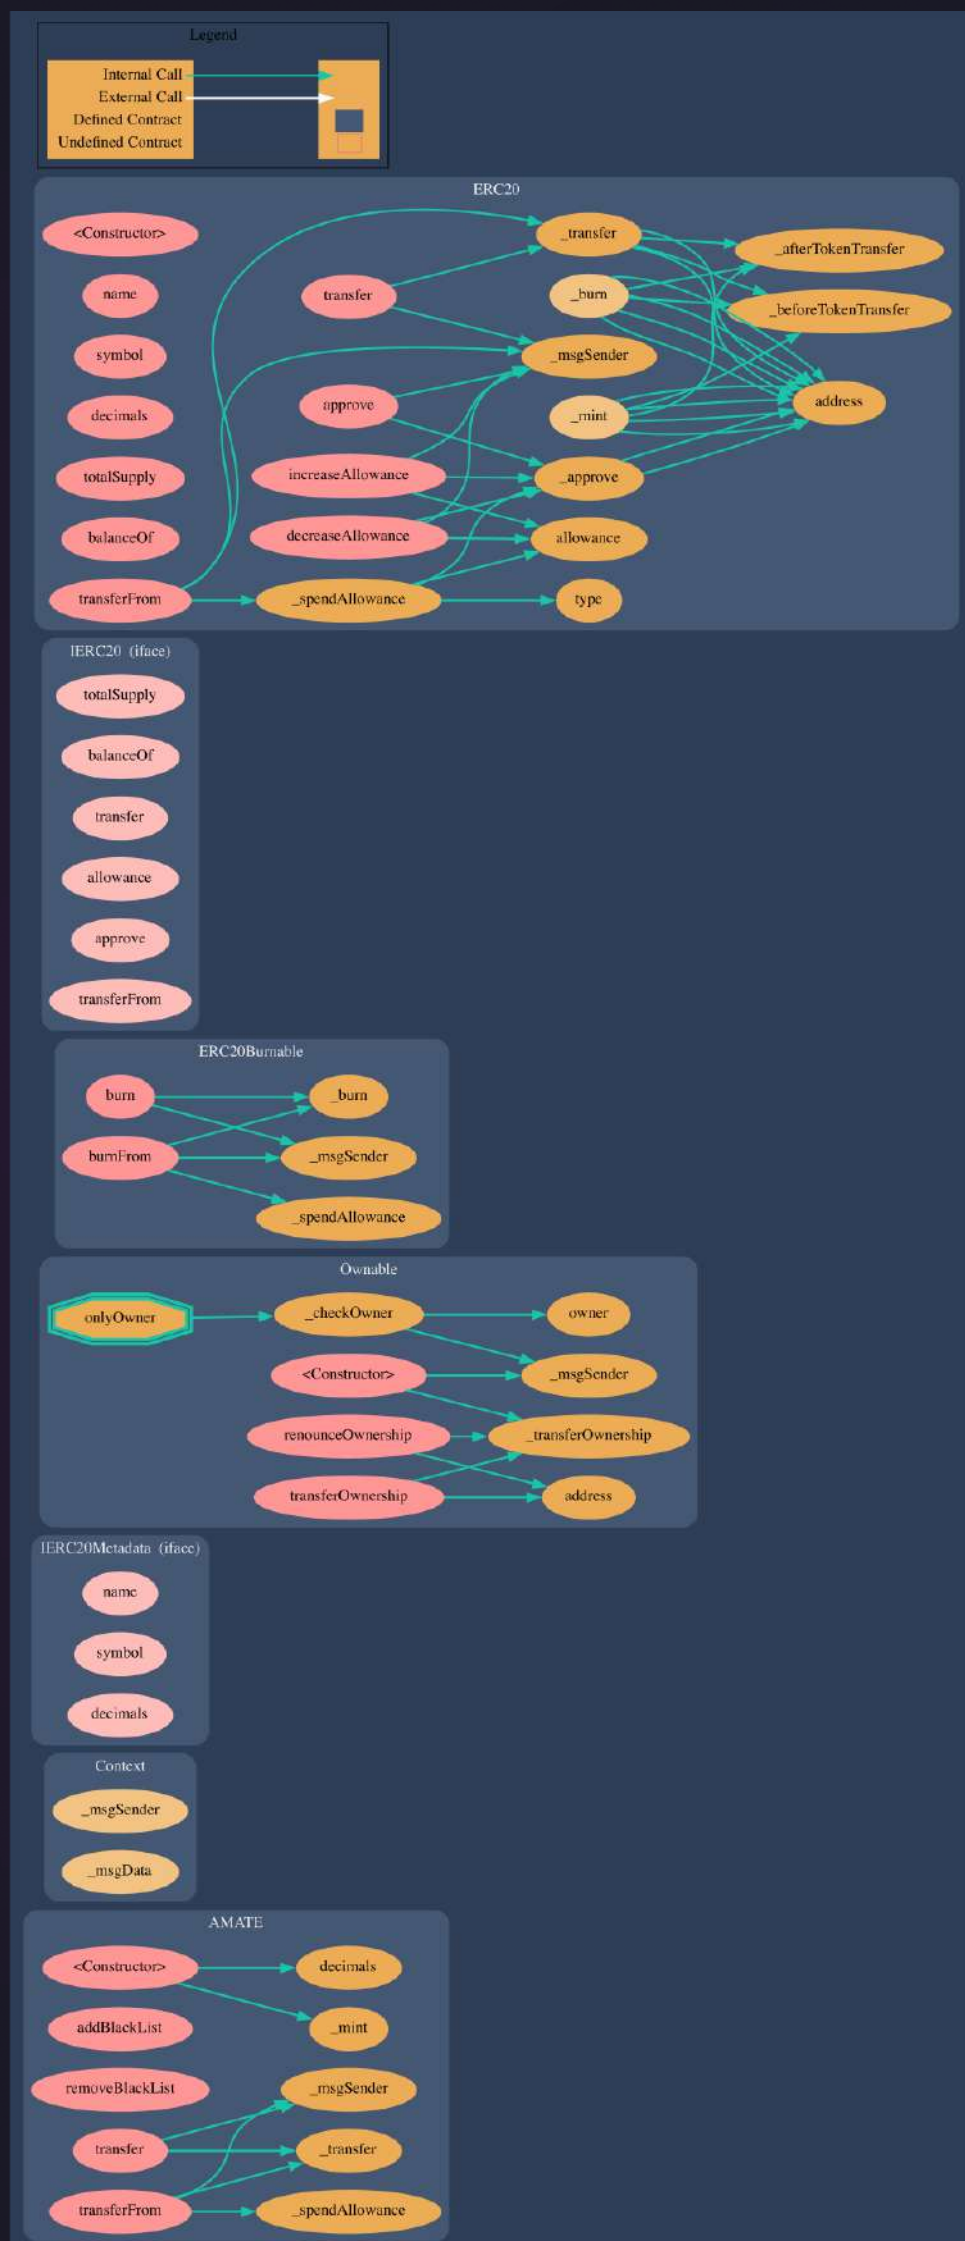 Legend
Internal Call
External Call
Defined Contract
Undefined Contract
ERC20
<Constructor>
name
symbol
decimals
totalSupply
balanceOf
transferFrom
transfer
approve
increaseAllowance
decreaseAllowance
_spendAllowance
_transfer
_burn
_msgSender
_mint
_approve
allowance
type
_afterTokenTransfer
_beforeTokenTransfer
address
IERC20 (iface)
totalSupply
balanceOf
transfer
allowance
approve
transferFrom
ERC20Burnable
burn
burnFrom
_burn
_msgSender
_spendAllowance
Ownable
onlyOwner
_checkOwner
<Constructor>
renounceOwnership
transferOwnership
owner
_msgSender
_transferOwnership
address
IERC20Metadata (iface)
name
symbol
decimals
Context
_msgSender
_msgData
AMATE
<Constructor>
addBlackList
removeBlackList
transfer
transferFrom
decimals
_mint
_msgSender
_transfer
_spendAllowance